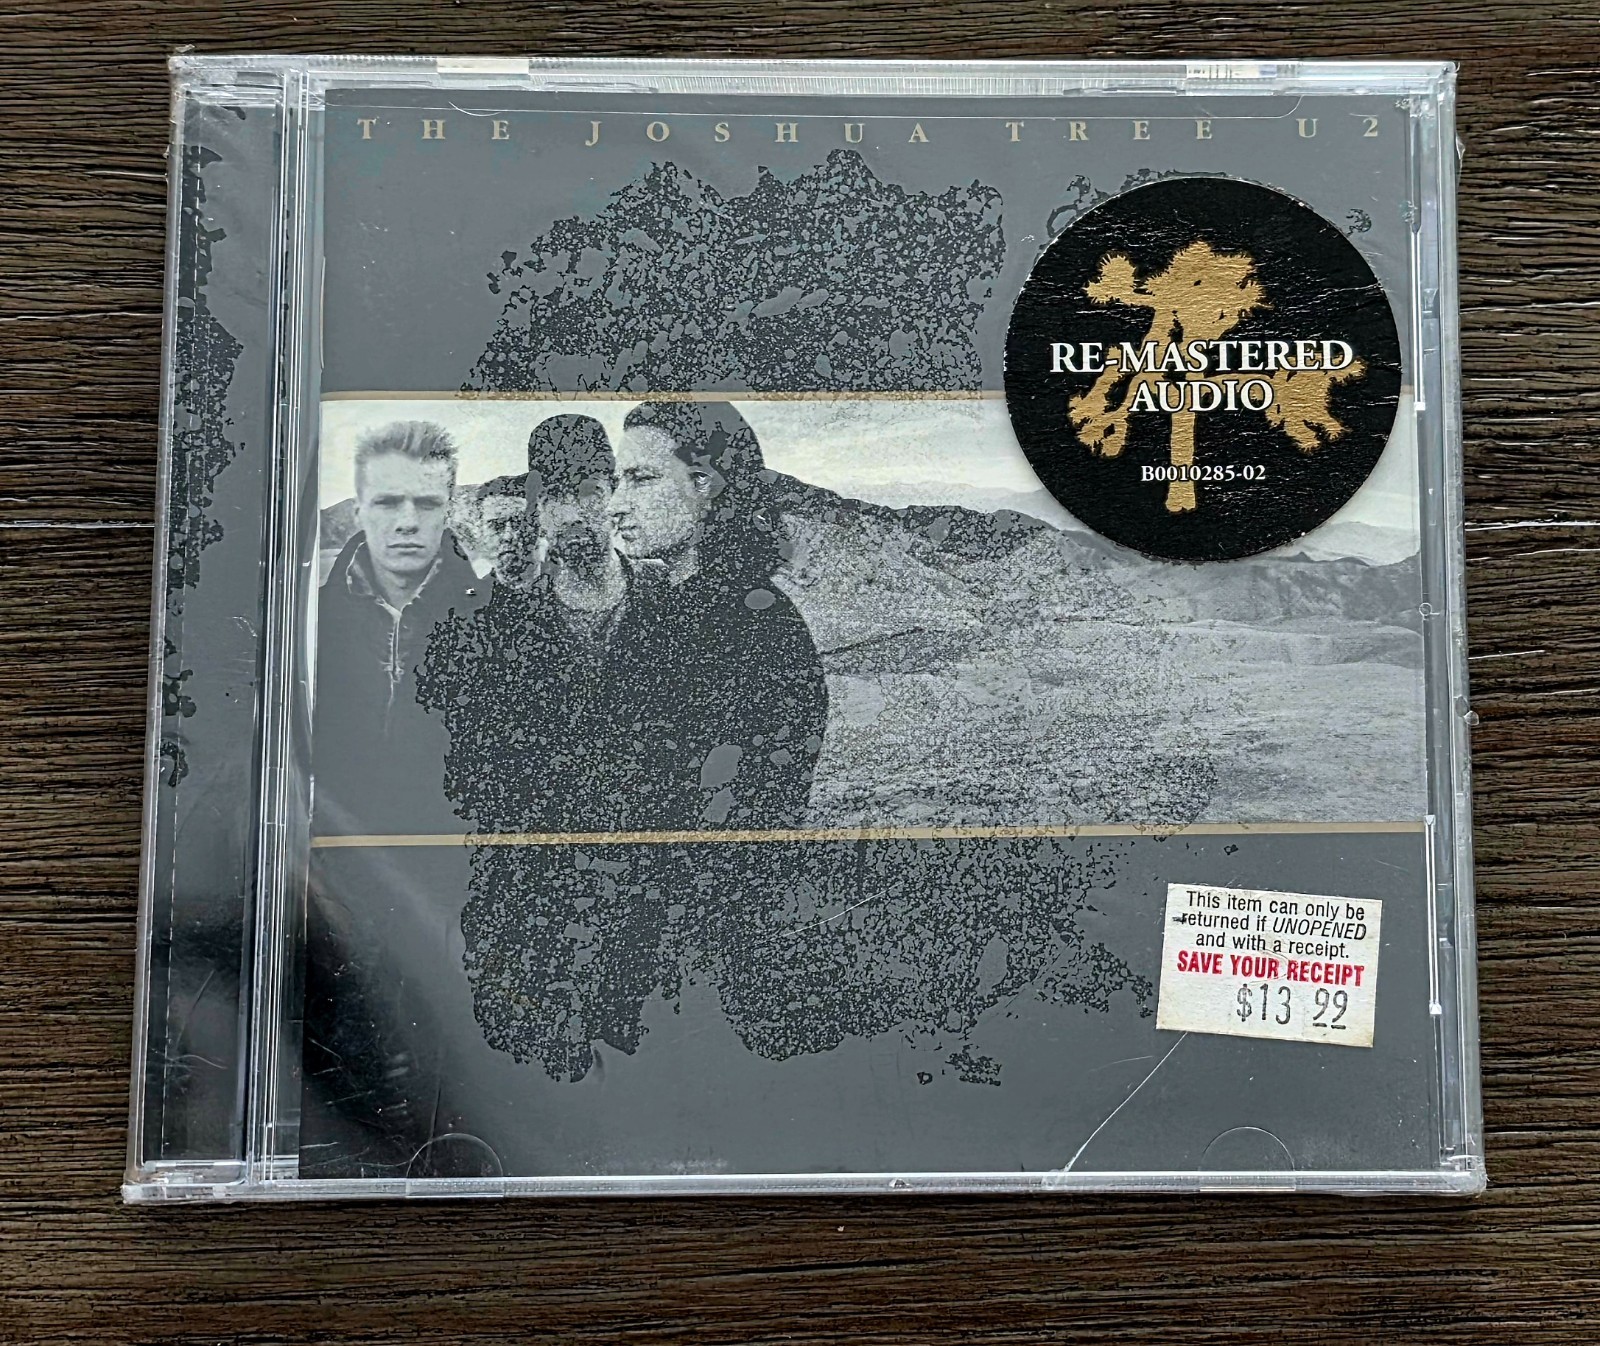 THE JOSHUA TREE U2
RE-MASTERED
AUDIO
B0010285-02
This item can only be
returned if UNOPENED
and with a receipt.
SAVE YOUR RECEIPT
$13 99